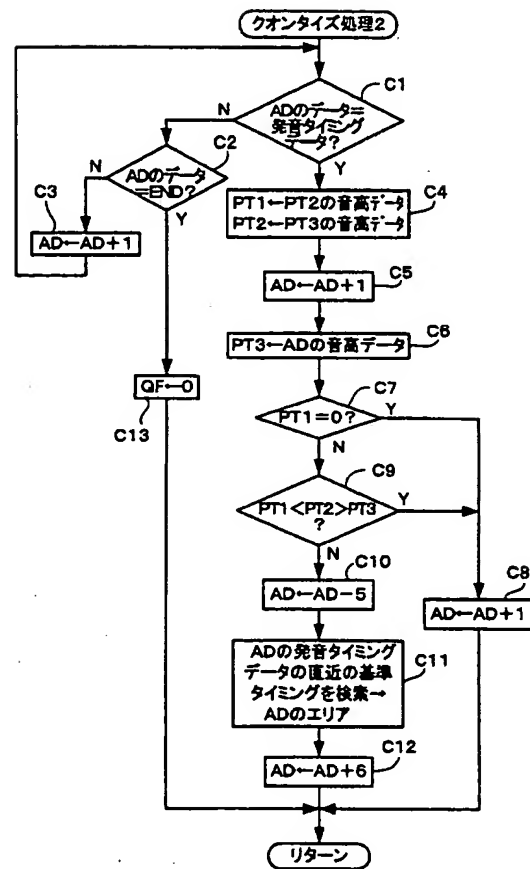 クオンタイズ処理2
C1
ADのデータ=
発音タイミング
データ?
N
Y
C2
ADのデータ
=END?
N
Y
C3
AD←AD+1
PT1←PT2の音高データ
PT2←PT3の音高データ
C4
AD←AD+1
C5
C6
PT3←ADの音高データ
QF←0
C13
C7
PT1=0?
Y
N
C9
PT1<PT2>PT3
?
Y
N
C10
AD←AD-5
C8
AD←AD+1
ADの発音タイミング
データの直近の基準
タイミングを検索→
ADのエリア
C11
C12
AD←AD+6
リターン